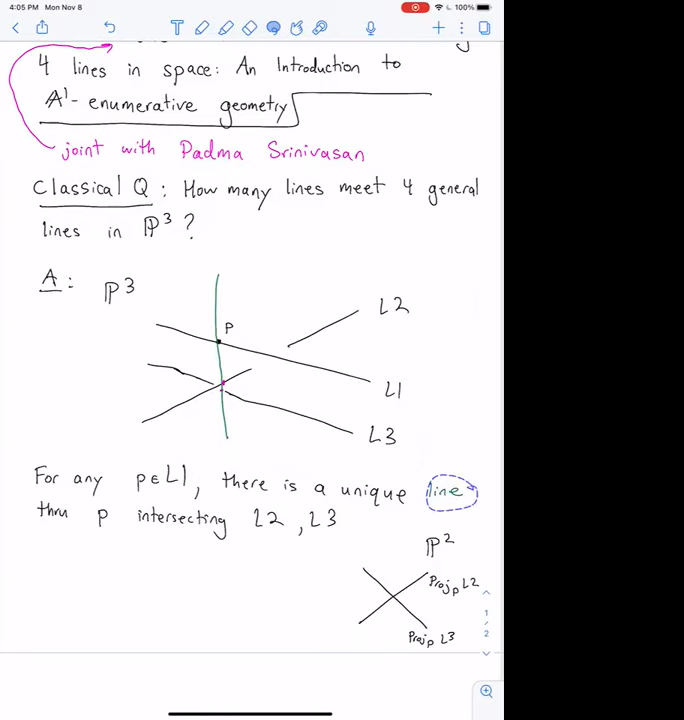 4:05 PM Mon Nov 8
100%
4 lines in space: An Introduction to
A¹- enumerative geometry
joint with Padma Srinivasan
Classical Q : How many lines meet 4 general
lines in ℙ³ ?
A : ℙ³
L2
P
L1
L3
For any p∈L1, there is a unique line
thru p intersecting L2, L3
ℙ²
Proj_p L2
Proj_p L3
1
/
2